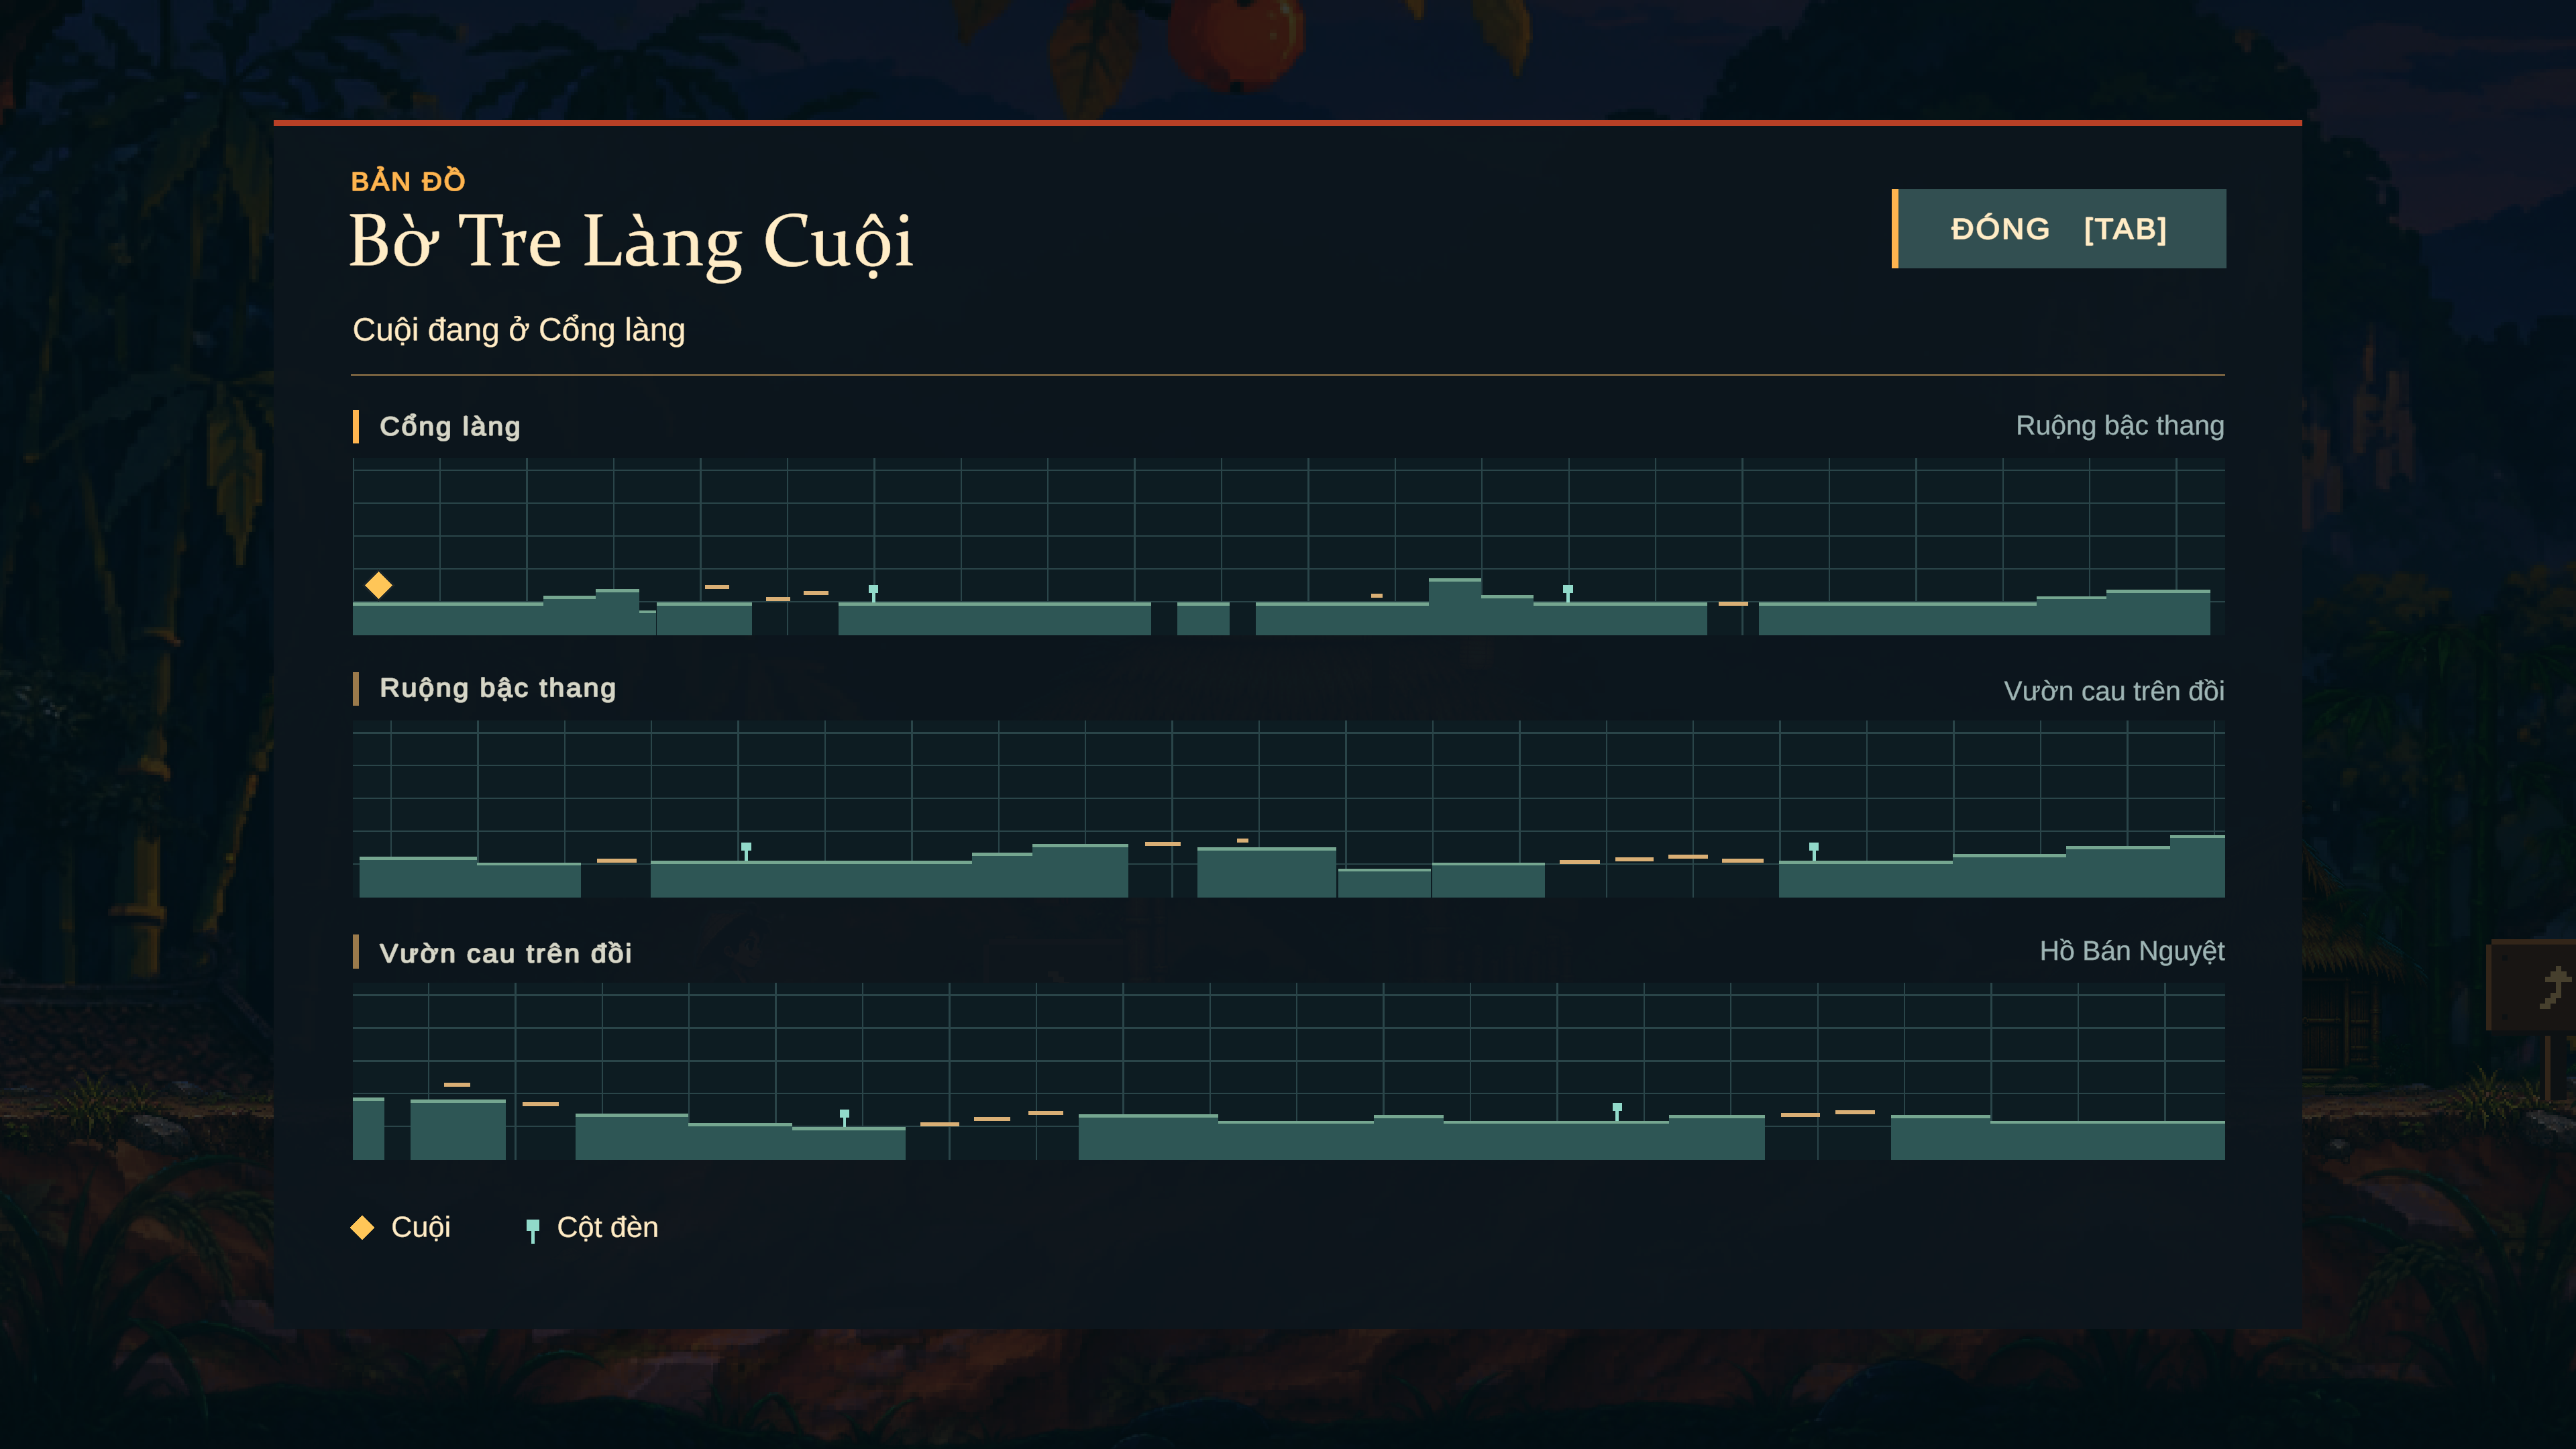 BẢN ĐỒ
Bờ Tre Làng Cuội
ĐÓNG [TAB]
Cuội đang ở Cổng làng
Cổng làng
Ruộng bậc thang
Ruộng bậc thang
Vườn cau trên đồi
Vườn cau trên đồi
Hồ Bán Nguyệt
Cuội
Cột đèn